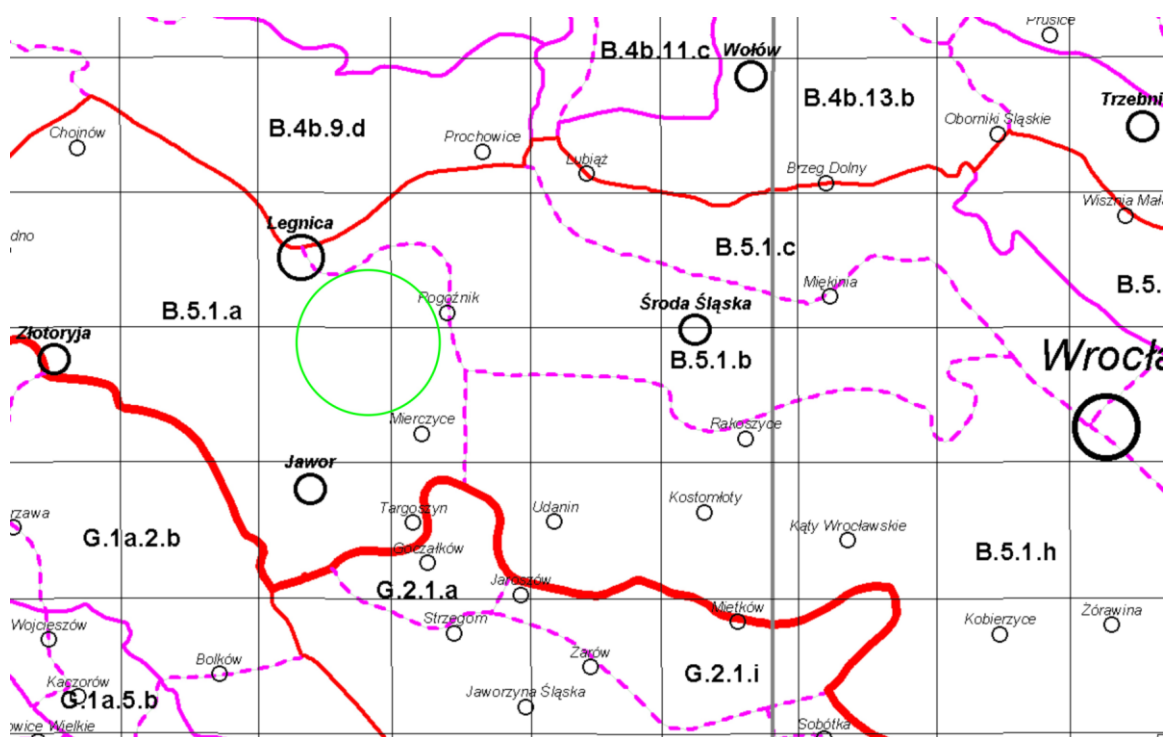 Prusice
B.4b.11.c
Wołów
B.4b.13.b
Trzebni
B.4b.9.d
Choinów
Prochowice
Oborniki Śląskie
Lubiąż
Brzeg Dolny
Wisznia Mała
Legnica
dno
B.5.1.c
B.5.1.a
Pogoźnik
Miękinia
B.5.
Środa Śląska
Złotoryja
B.5.1.b
Wrocła
Mierczyce
Rakoszyce
Jawor
Targoszyn
Udanin
Kostomłoty
rzawa
Kąty Wrocławskie
G.1a.2.b
Goczałków
B.5.1.h
G.2.1.a
Jaroszów
Mietków
Strzegom
Wojcieszów
Kobierzyce
Żórawina
Bolków
Żarów
G.2.1.i
Kaczorów
G.1a.5.b
Jaworzyna Śląska
owice Wielkie
Sobótka